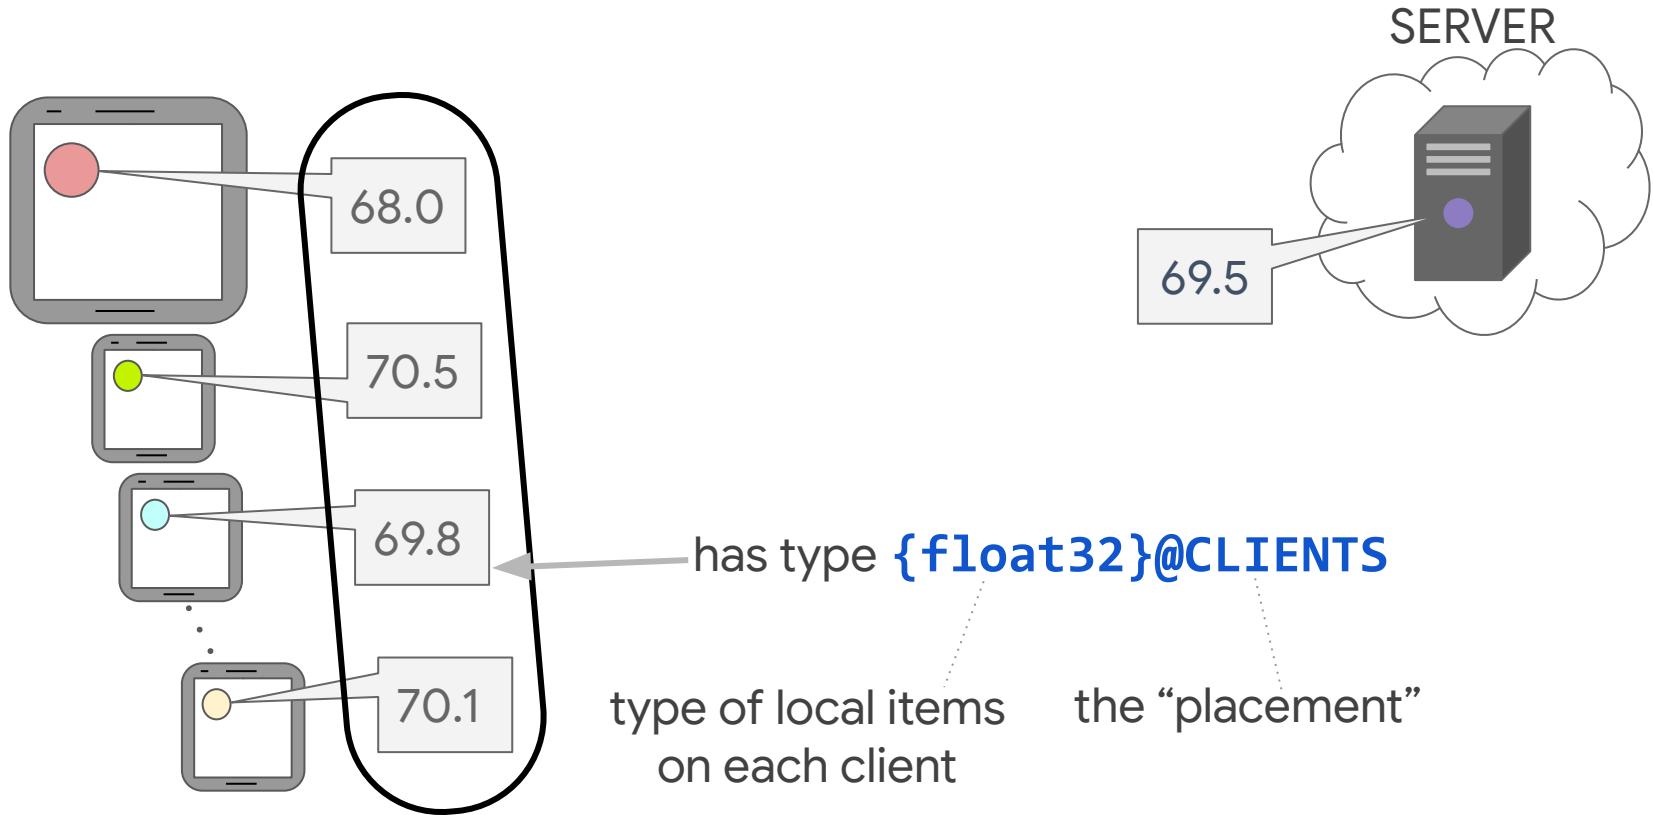 SERVER
68.0
69.5
70.5
69.8
has type {float32}@CLIENTS
70.1
type of local items
on each client
the “placement”